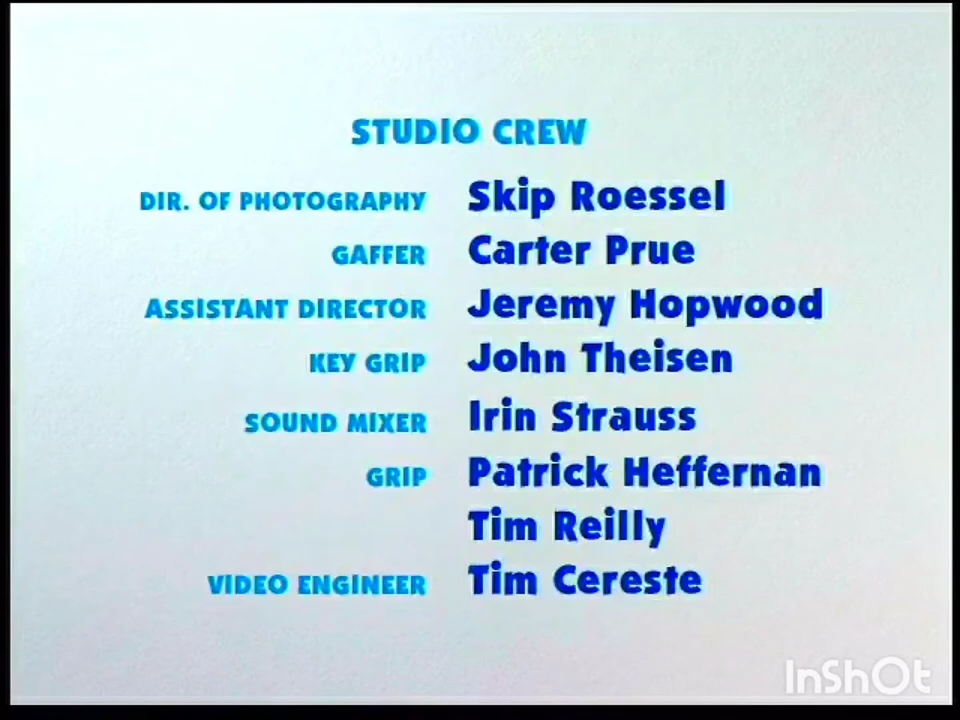 STUDIO CREW
DIR. OF PHOTOGRAPHY Skip Roessel
GAFFER Carter Prue
ASSISTANT DIRECTOR Jeremy Hopwood
KEY GRIP John Theisen
SOUND MIXER Irin Strauss
GRIP Patrick Heffernan
Tim Reilly
VIDEO ENGINEER Tim Cereste
InShOt